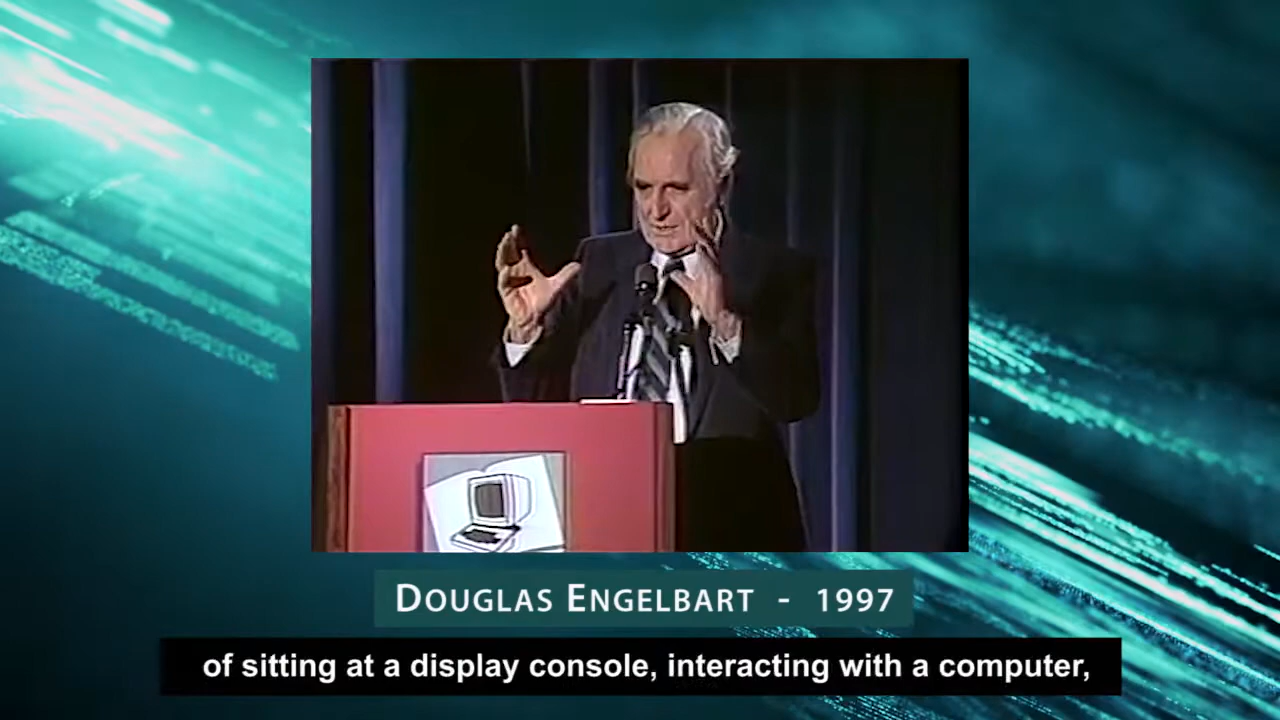 DOUGLAS ENGELBART - 1997
of sitting at a display console, interacting with a computer,